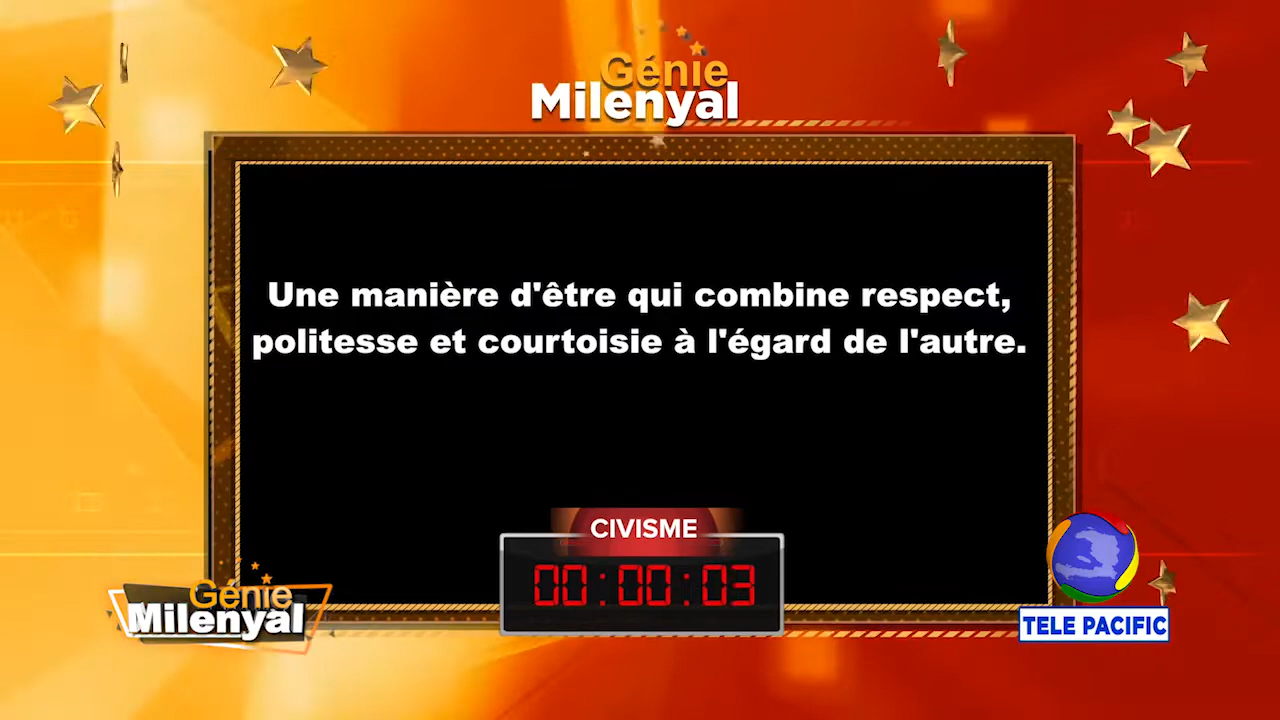 Génie
Milenyal
Une manière d'être qui combine respect,
politesse et courtoisie à l'égard de l'autre.
CIVISME
00:00:03
Génie
Milenyal
TELE PACIFIC